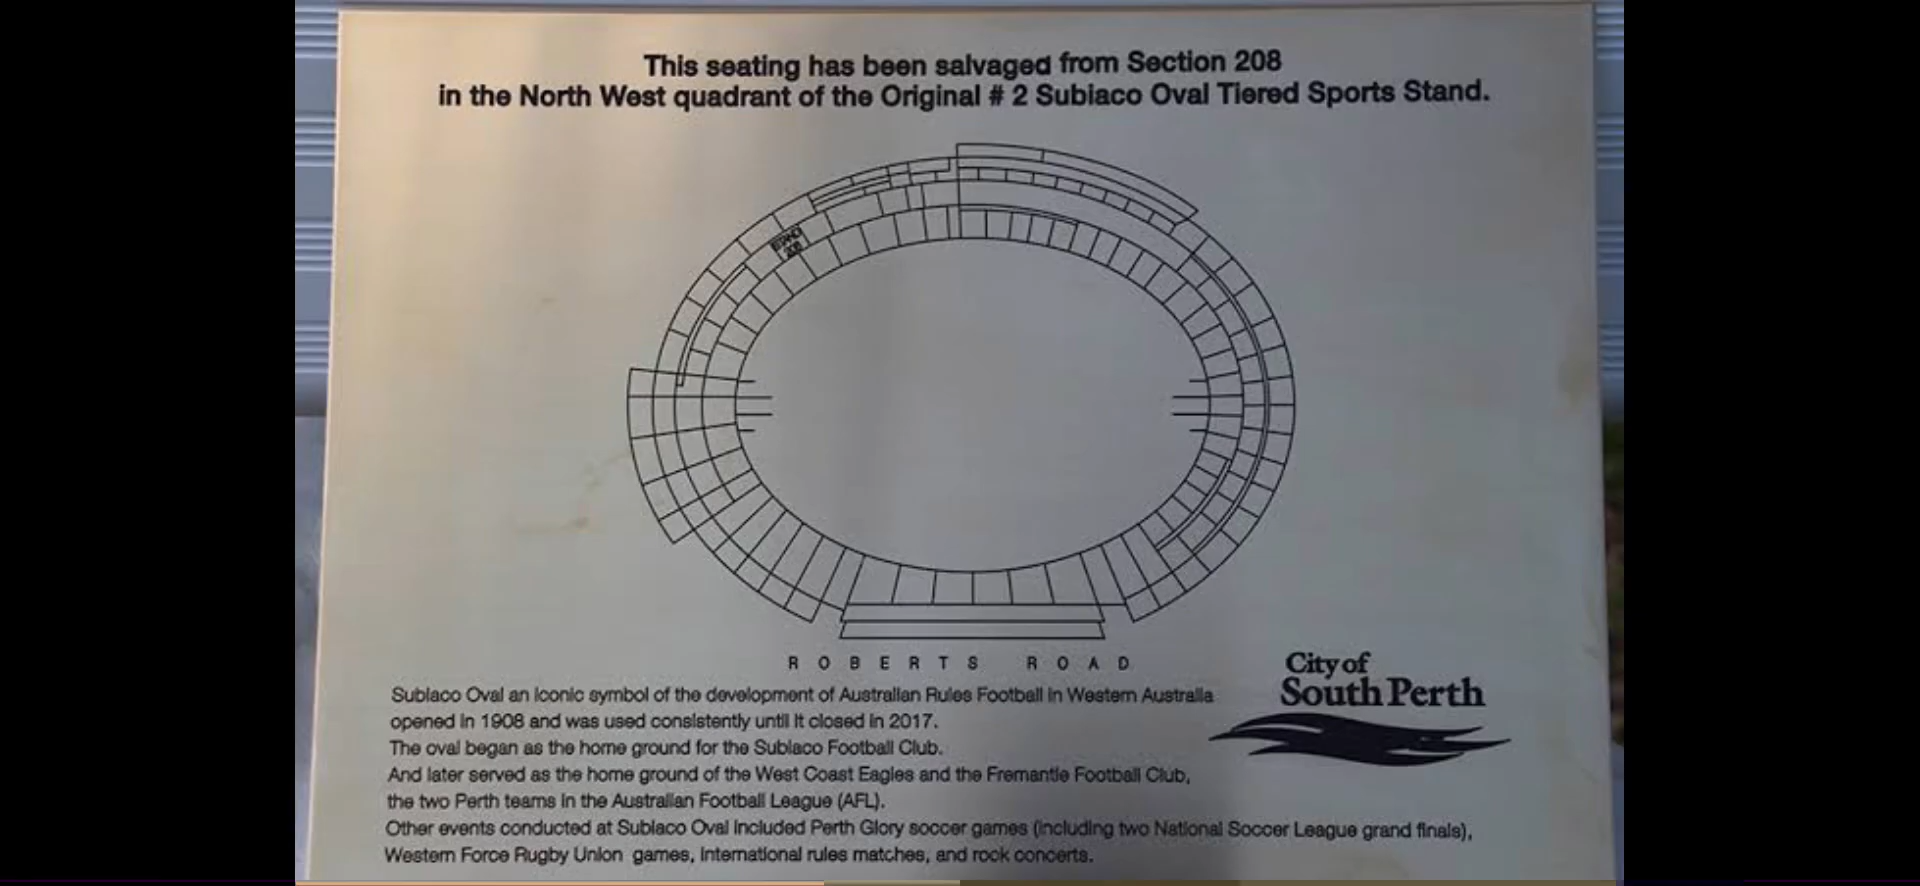 This seating has been salvaged from Section 208
in the North West quadrant of the Original # 2 Subiaco Oval Tiered Sports Stand.
STAND
208
ROBERTS ROAD
City of
South Perth
Subiaco Oval an iconic symbol of the development of Australian Rules Football in Western Australia
opened in 1908 and was used consistently until it closed in 2017.
The oval began as the home ground for the Subiaco Football Club.
And later served as the home ground of the West Coast Eagles and the Fremantle Football Club,
the two Perth teams in the Australian Football League (AFL).
Other events conducted at Subiaco Oval included Perth Glory soccer games (including two National Soccer League grand finals),
Western Force Rugby Union games, international rules matches, and rock concerts.